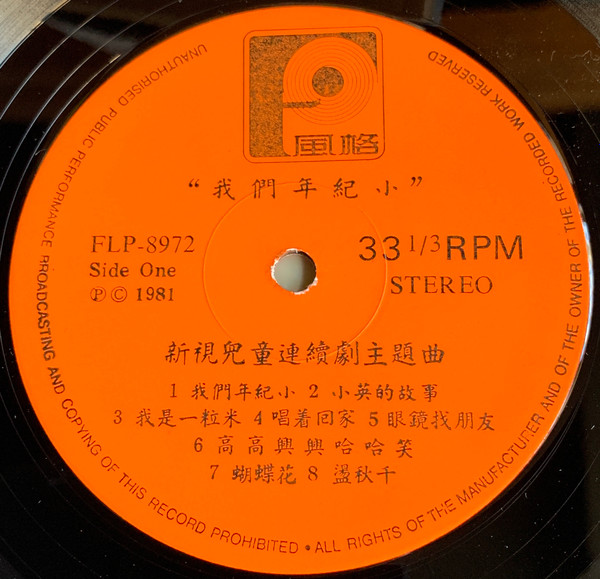 風格
“我們年紀小”
FLP-8972
Side One
℗ © 1981
33 1/3 RPM
STEREO
新視兒童連續劇主題曲
1 我們年紀小 2 小英的故事
3 我是一粒米 4 唱着回家 5 眼鏡找朋友
6 高高興興哈哈笑
7 蝴蝶花 8 盪秋千
UNAUTHORISED PUBLIC PERFORMANCE BROADCASTING AND COPYING OF THIS RECORD PROHIBITED • ALL RIGHTS OF THE MANUFACTURER AND OF THE OWNER OF THE RECORDED WORK RESERVED